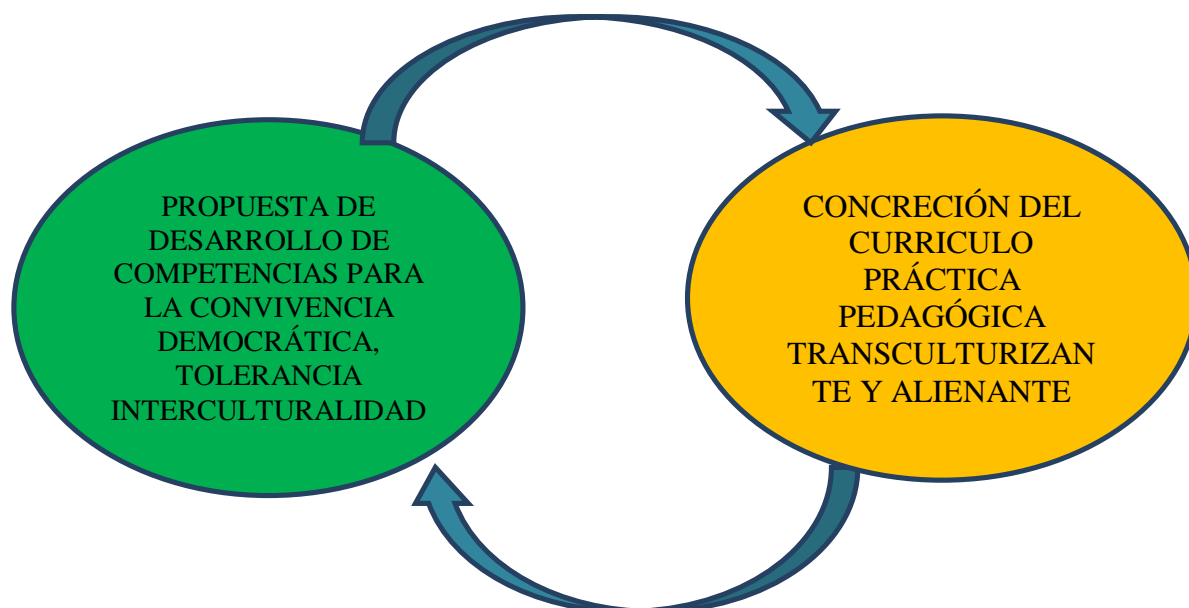 PROPUESTA DE
DESARROLLO DE
COMPETENCIAS PARA
LA CONVIVENCIA
DEMOCRÁTICA,
TOLERANCIA
INTERCULTURALIDAD
CONCRECIÓN DEL
CURRICULO
PRÁCTICA
PEDAGÓGICA
TRANSCULTURIZAN
TE Y ALIENANTE